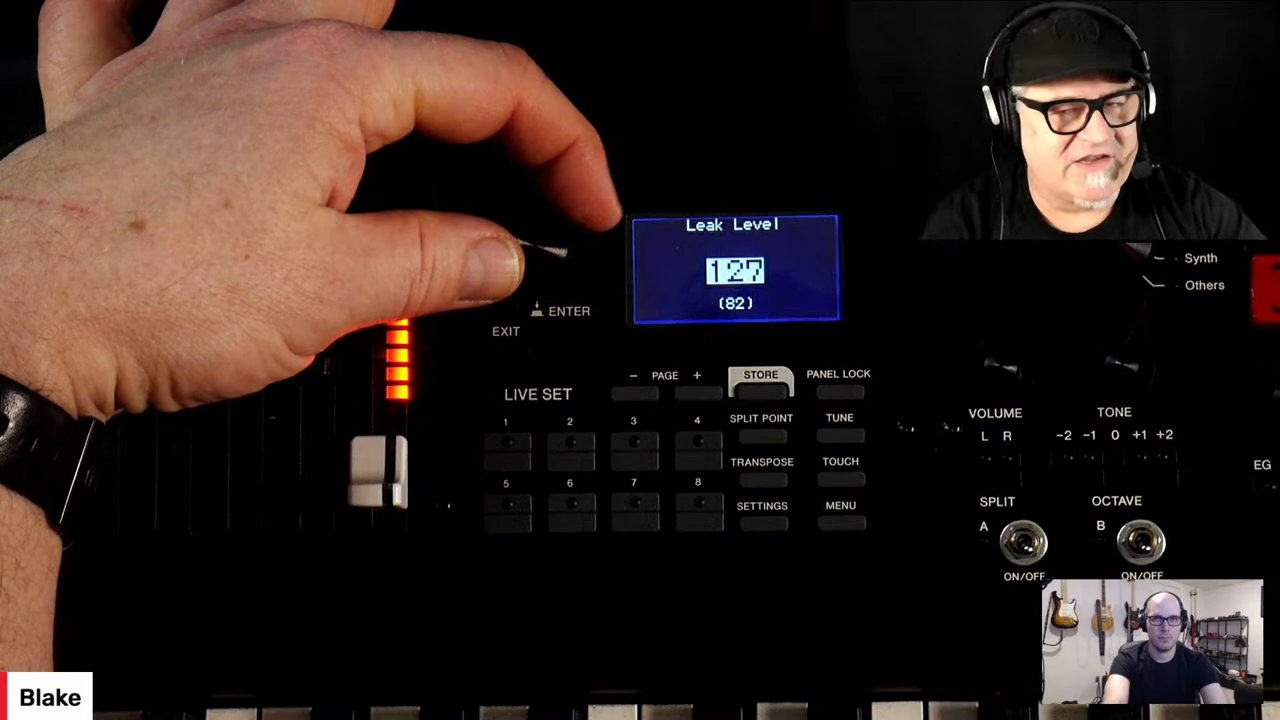 Leak Level
127
(82)
Synth
Others
ENTER
EXIT
LIVE SET
− PAGE +
STORE
PANEL LOCK
1 2 3 4
SPLIT POINT
TUNE
TRANSPOSE
TOUCH
5 6 7 8
SETTINGS
MENU
VOLUME
L R
TONE
−2 −1 0 +1 +2
EG
SPLIT
A
ON/OFF
OCTAVE
B
ON/OFF
Blake